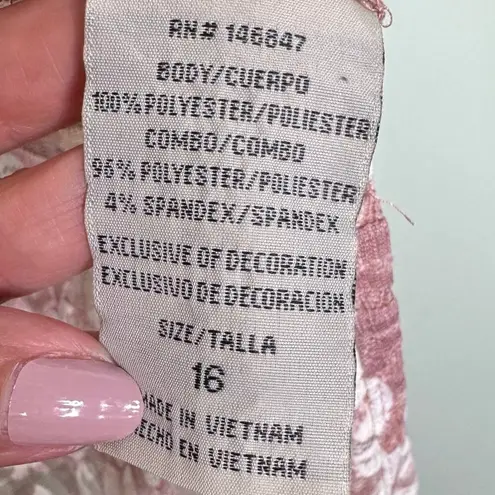 RN# 146847
BODY/CUERPO
100% POLYESTER/POLIESTER
COMBO/COMBO
96% POLYESTER/POLIESTER
4% SPANDEX/SPANDEX
EXCLUSIVE OF DECORATION
EXCLUSIVO DE DECORACION
SIZE/TALLA
16
MADE IN VIETNAM
HECHO EN VIETNAM